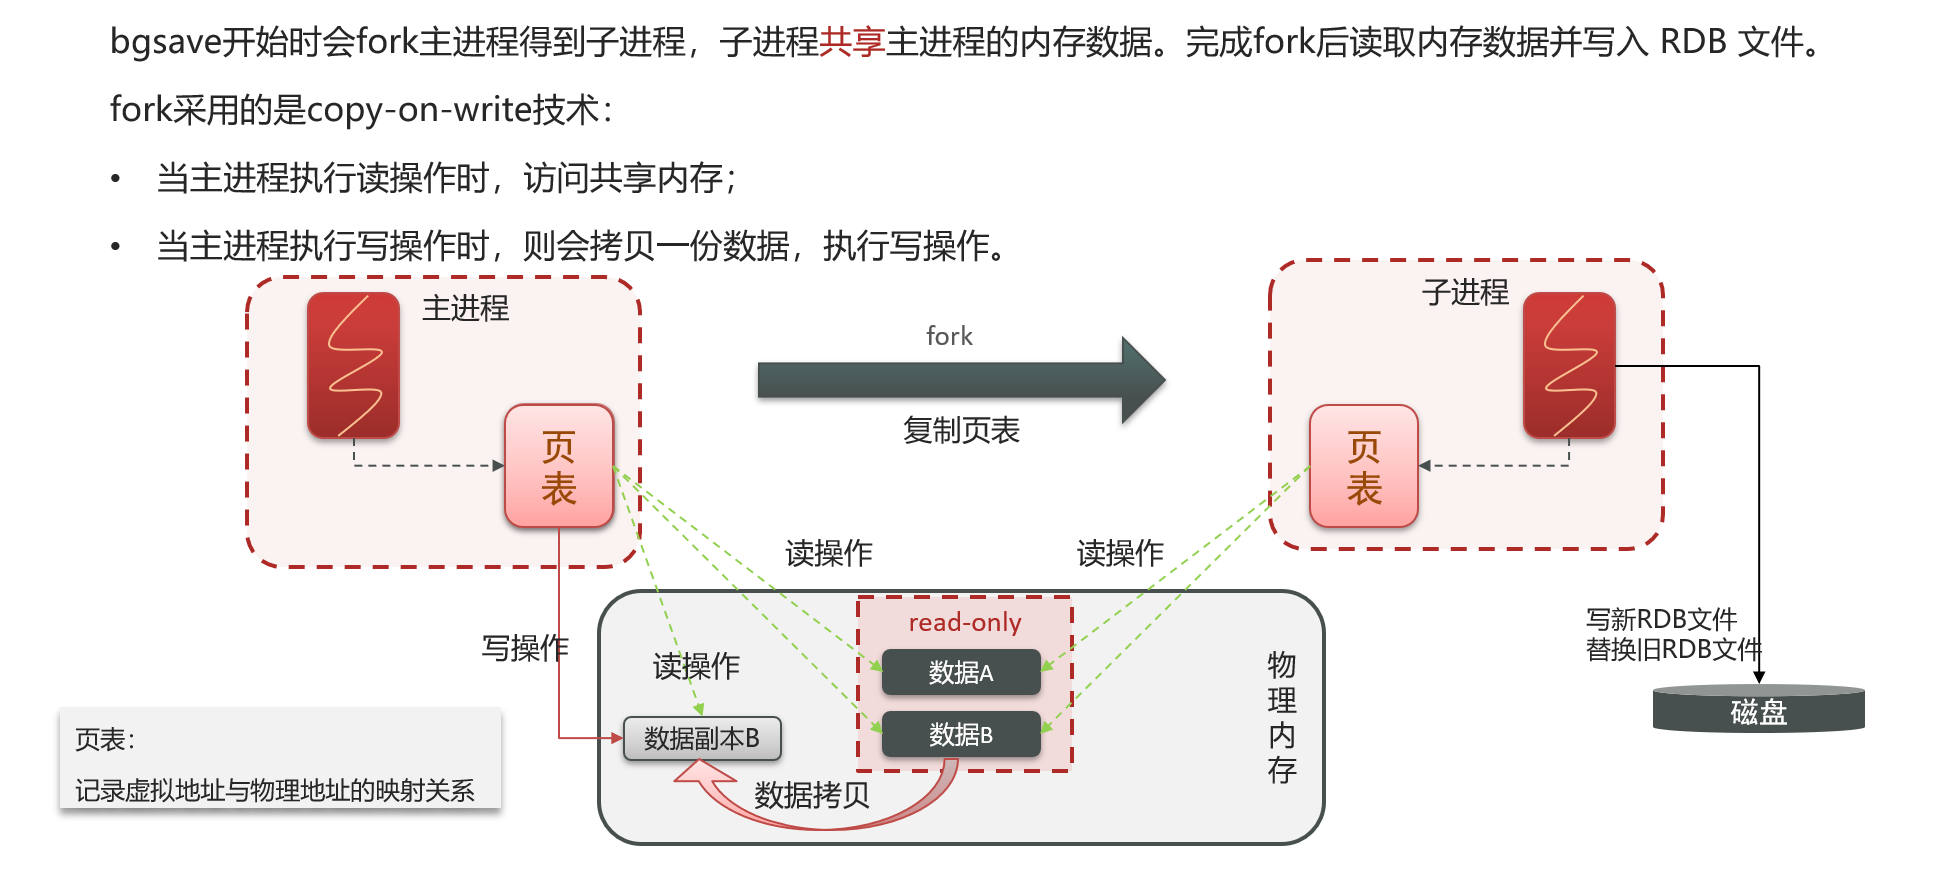 bgsave开始时会fork主进程得到子进程，子进程共享主进程的内存数据。完成fork后读取内存数据并写入 RDB 文件。
fork采用的是copy-on-write技术：
• 当主进程执行读操作时，访问共享内存；
• 当主进程执行写操作时，则会拷贝一份数据，执行写操作。
主进程
页表
fork
复制页表
子进程
页表
读操作
读操作
写操作
读操作
read-only
数据A
数据B
数据副本B
数据拷贝
物理内存
写新RDB文件
替换旧RDB文件
磁盘
页表：
记录虚拟地址与物理地址的映射关系